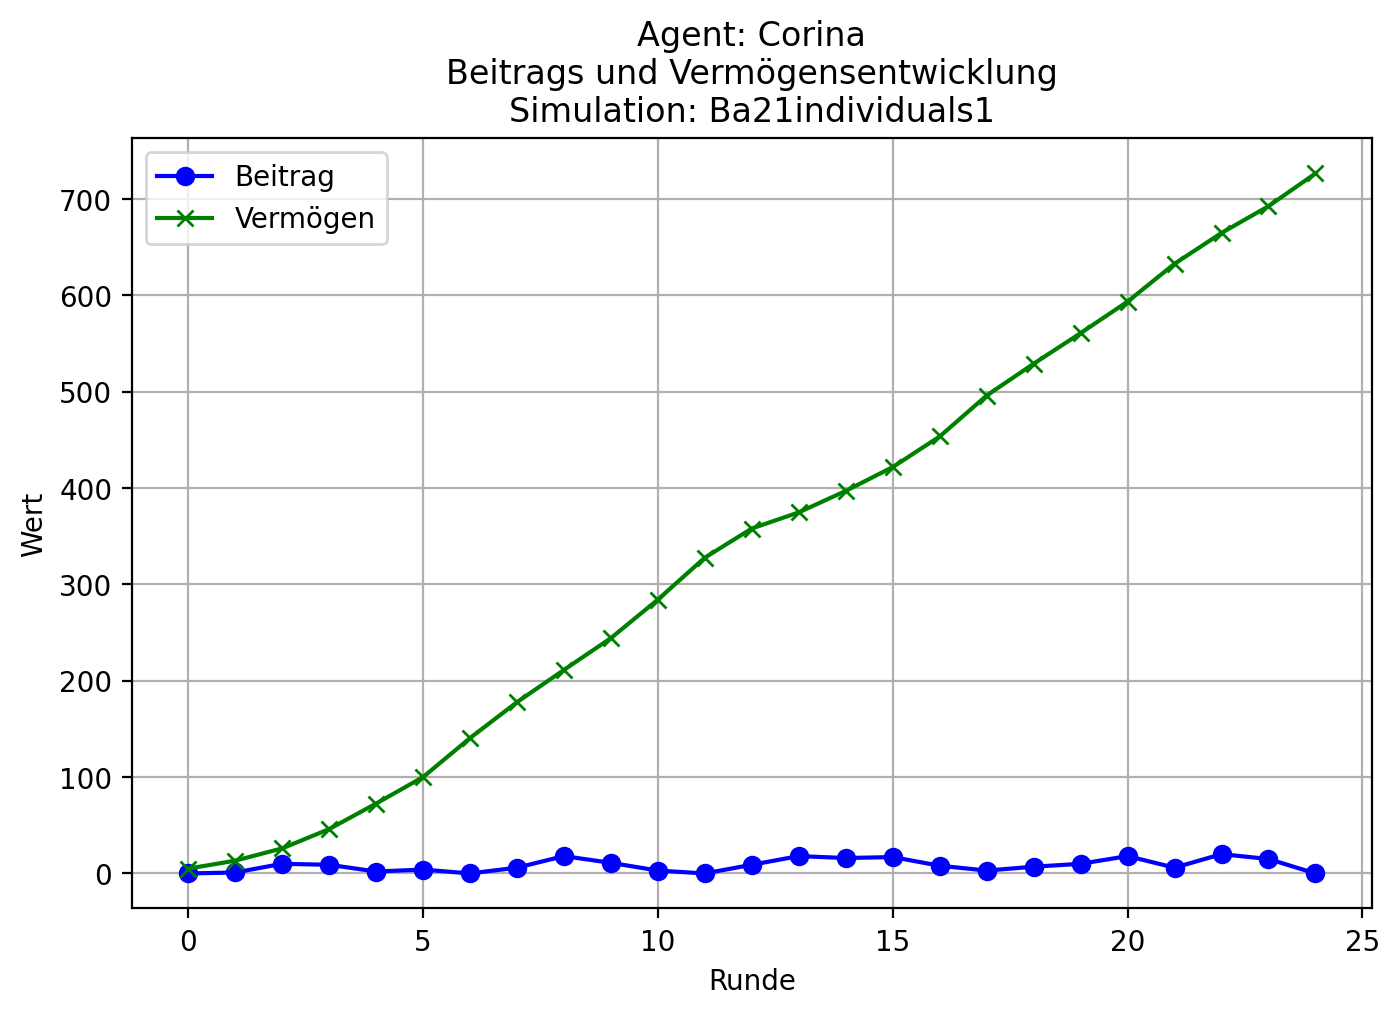 Agent: Corina
Beitrags und Vermögensentwicklung
Simulation: Ba21individuals1
Beitrag
Vermögen
700
600
500
400
300
200
100
0
Wert
0 5 10 15 20 25
Runde